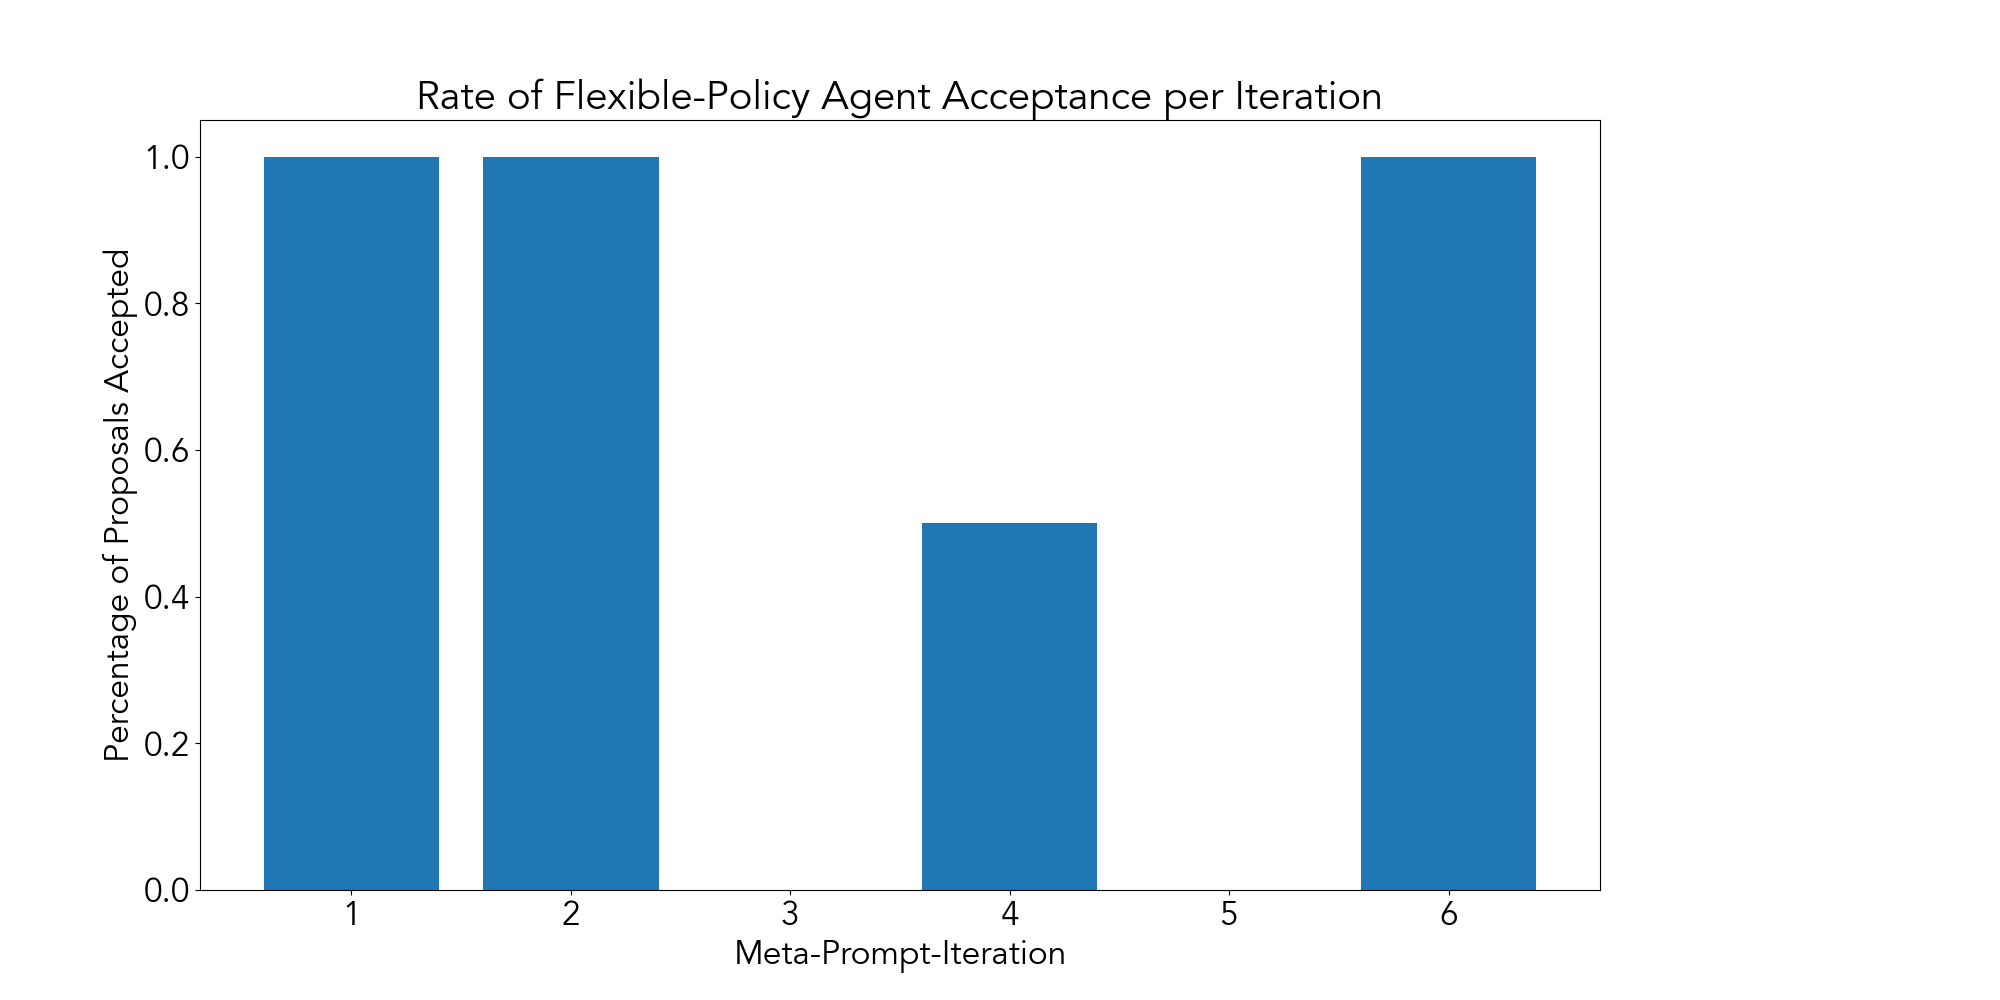 Rate of Flexible-Policy Agent Acceptance per Iteration
Percentage of Proposals Accepted
1.0
0.8
0.6
0.4
0.2
0.0
1 2 3 4 5 6
Meta-Prompt-Iteration